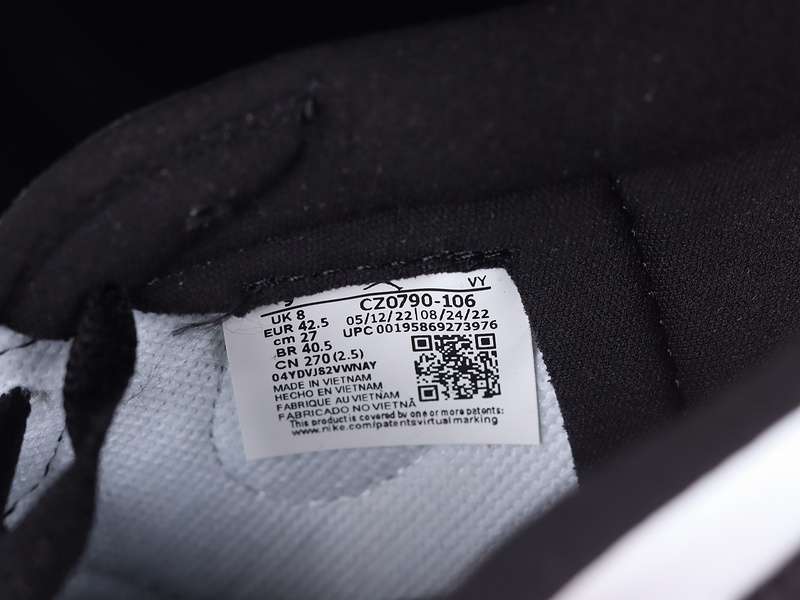 VY
UK 8
CZ0790-106
EUR 42.5
05/12/22|08/24/22
cm 27
UPC 00195869273976
BR 40.5
CN 270 (2.5)
04YDVJ82VWNAY
MADE IN VIETNAM
HECHO EN VIETNAM
FABRIQUE AU VIETNAM
FABRICADO NO VIETNÃ
This product is covered by one or more patents:
www.nike.com/patentsvirtualmarking